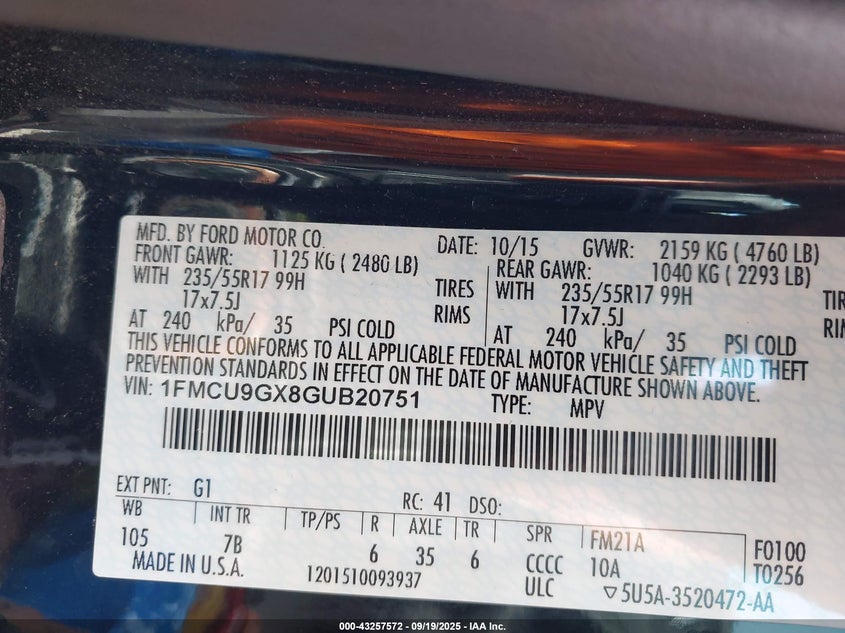 MFD. BY FORD MOTOR CO. DATE: 10/15 GVWR: 2159 KG ( 4760 LB)
FRONT GAWR: 1125 KG ( 2480 LB) REAR GAWR: 1040 KG ( 2293 LB)
WITH 235/55R17 99H TIRES WITH 235/55R17 99H
17x7.5J RIMS 17x7.5J
AT 240 kPa/ 35 PSI COLD AT 240 kPa/ 35 PSI COLD
THIS VEHICLE CONFORMS TO ALL APPLICABLE FEDERAL MOTOR VEHICLE SAFETY AND THEFT
PREVENTION STANDARDS IN EFFECT ON THE DATE OF MANUFACTURE SHOWN ABOVE.
VIN: 1FMCU9GX8GUB20751 TYPE: MPV
EXT PNT: G1 RC: 41 DSO:
WB INT TR TP/PS R AXLE TR SPR FM21A F0100
105 7B 6 35 6 CCCC 10A T0256
MADE IN U.S.A. 1201510093937 ULC ▽5U5A-3520472-AA
000-43257572 - 09/19/2025 - IAA Inc.